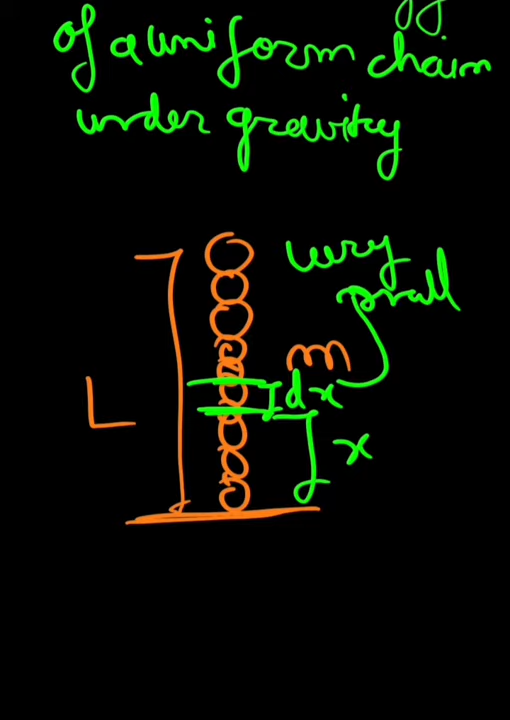 of a uniform chain
under gravity
very
small
m
dx
L
x